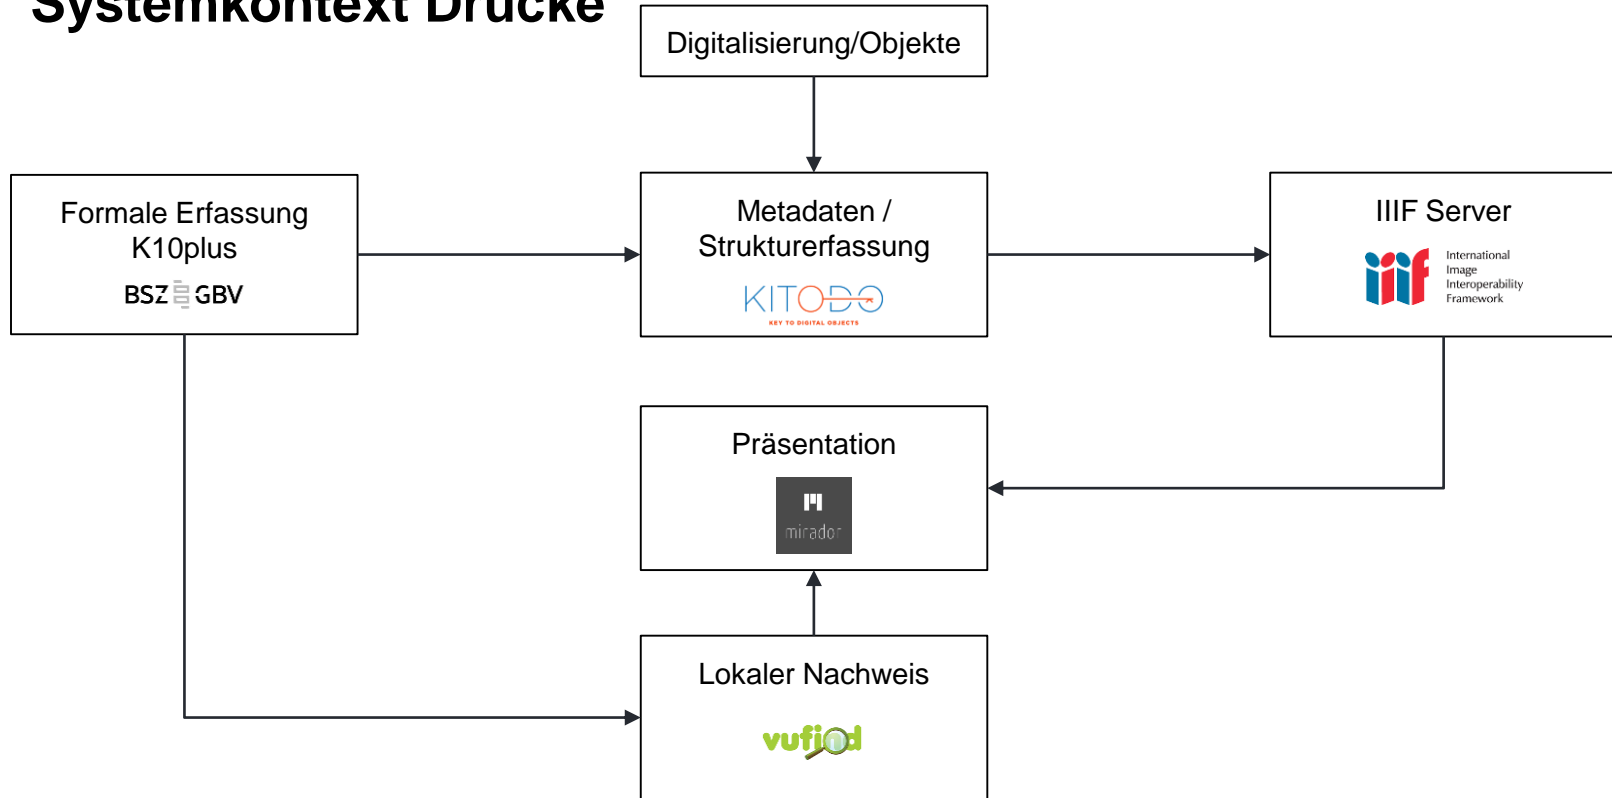 Systemkontext Drucke
Digitalisierung/Objekte
Formale Erfassung
K10plus
BSZ GBV
Metadaten /
Strukturerfassung
KITODO
KEY TO DIGITAL OBJECTS
IIIF Server
iiif
International
Image
Interoperability
Framework
Präsentation
mirador
Lokaler Nachweis
vufind